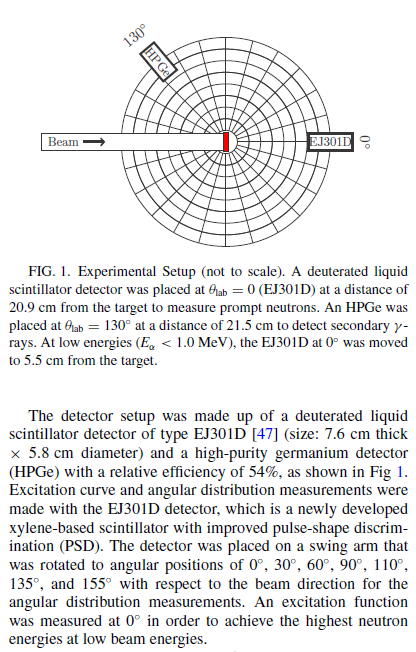 130°
HPGe
Beam
EJ301D
0°
FIG. 1. Experimental Setup (not to scale). A deuterated liquid
scintillator detector was placed at θlab = 0 (EJ301D) at a distance of
20.9 cm from the target to measure prompt neutrons. An HPGe was
placed at θlab = 130° at a distance of 21.5 cm to detect secondary γ-
rays. At low energies (Eα < 1.0 MeV), the EJ301D at 0° was moved
to 5.5 cm from the target.
The detector setup was made up of a deuterated liquid
scintillator detector of type EJ301D [47] (size: 7.6 cm thick
× 5.8 cm diameter) and a high-purity germanium detector
(HPGe) with a relative efficiency of 54%, as shown in Fig 1.
Excitation curve and angular distribution measurements were
made with the EJ301D detector, which is a newly developed
xylene-based scintillator with improved pulse-shape discrim-
ination (PSD). The detector was placed on a swing arm that
was rotated to angular positions of 0°, 30°, 60°, 90°, 110°,
135°, and 155° with respect to the beam direction for the
angular distribution measurements. An excitation function
was measured at 0° in order to achieve the highest neutron
energies at low beam energies.